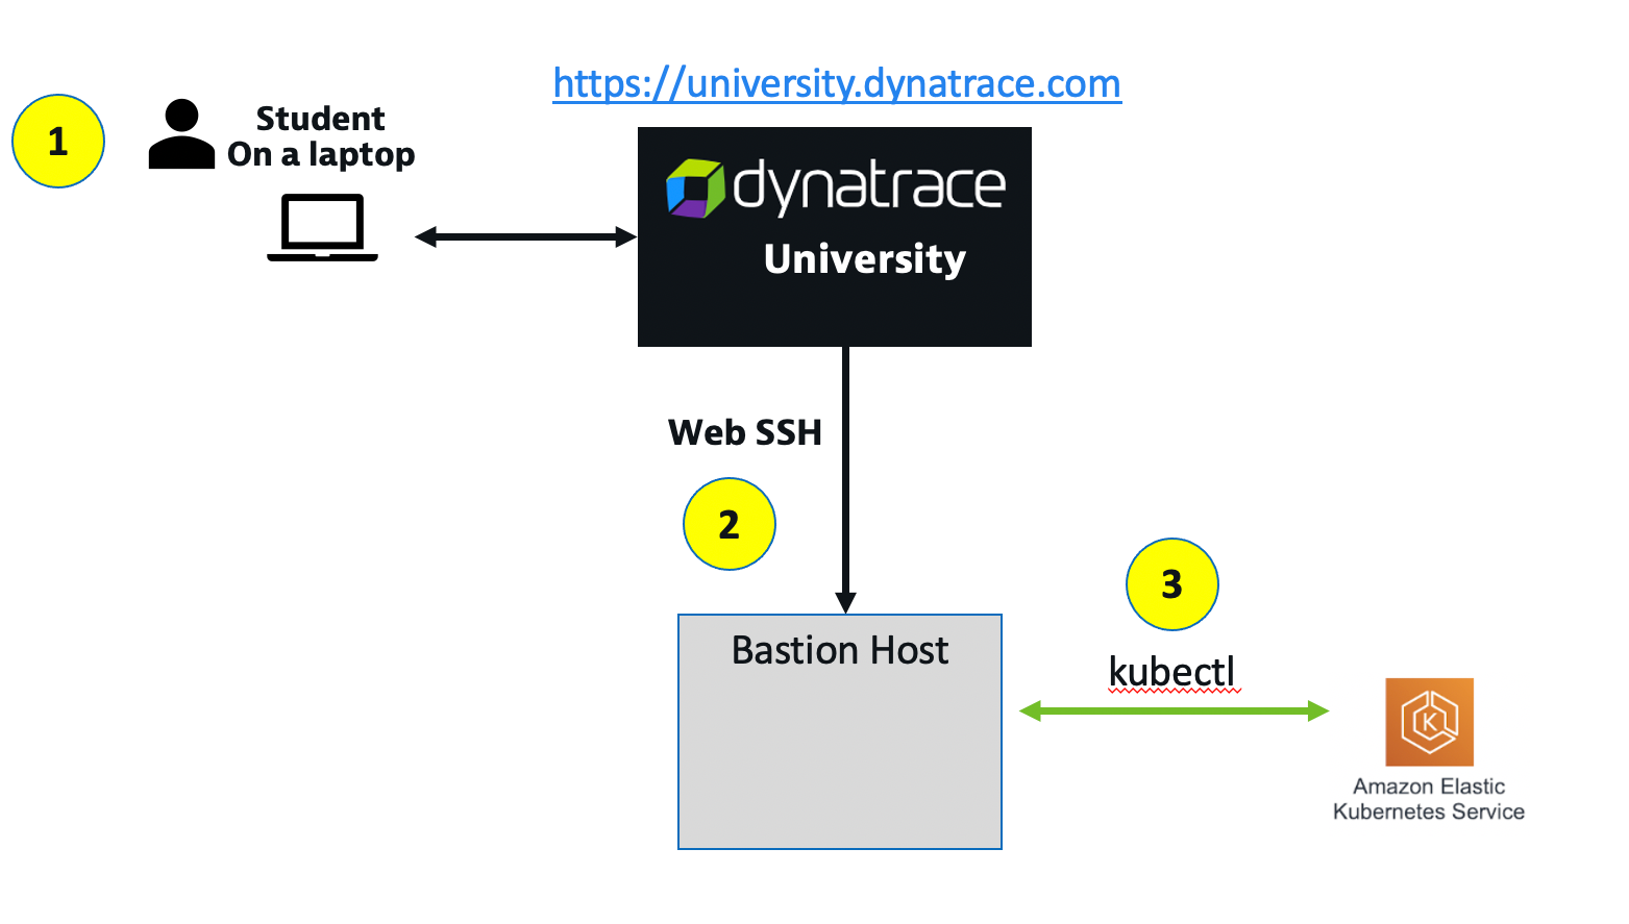 https://university.dynatrace.com
1
Student
On a laptop
dynatrace
University
Web SSH
2
3
Bastion Host
kubectl
K
Amazon Elastic
Kubernetes Service